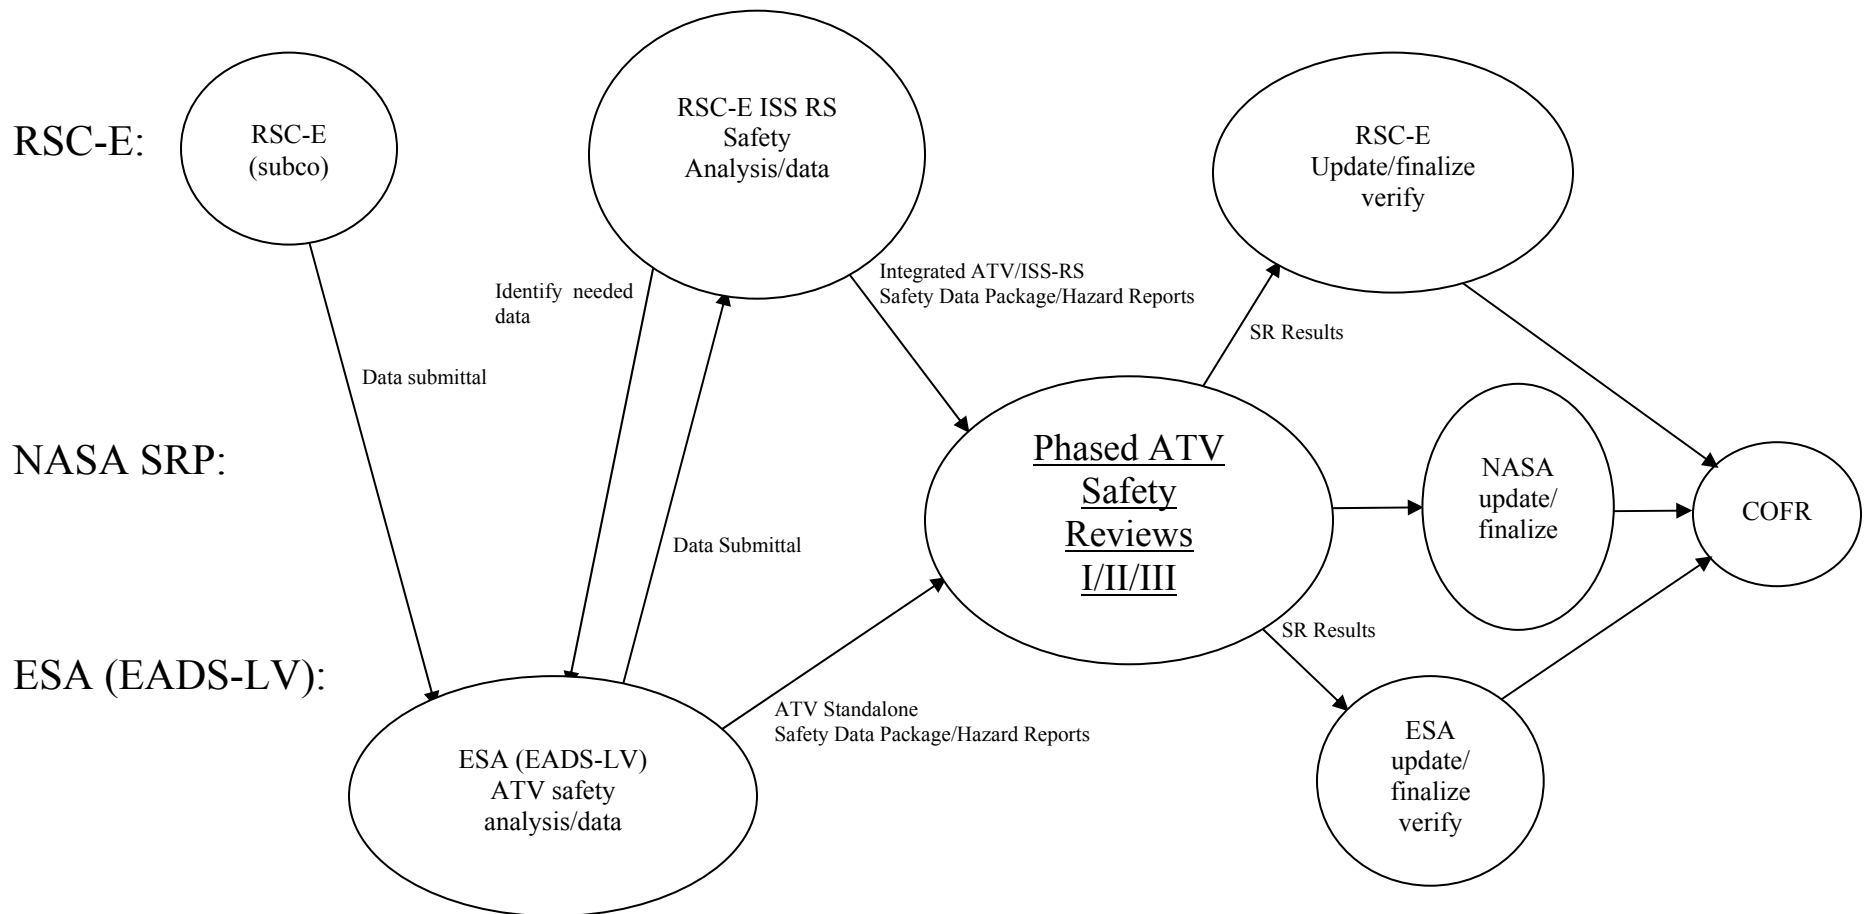 RSC-E:
RSC-E
(subco)
RSC-E ISS RS
Safety
Analysis/data
RSC-E
Update/finalize
verify
Identify needed
data
Integrated ATV/ISS-RS
Safety Data Package/Hazard Reports
SR Results
Data submittal
NASA SRP:
Phased ATV
Safety
Reviews
I/II/III
NASA
update/
finalize
COFR
Data Submittal
SR Results
ESA (EADS-LV):
ATV Standalone
Safety Data Package/Hazard Reports
ESA (EADS-LV)
ATV safety
analysis/data
ESA
update/
finalize
verify